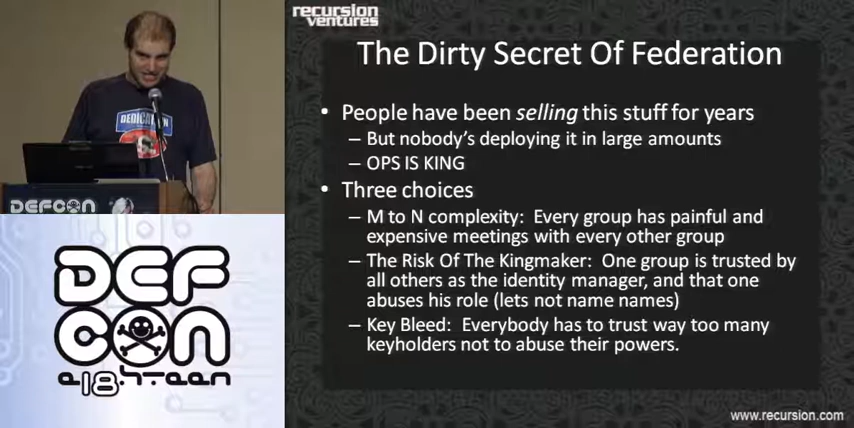 recursion
ventures
The Dirty Secret Of Federation
• People have been selling this stuff for years
– But nobody's deploying it in large amounts
– OPS IS KING
• Three choices
– M to N complexity: Every group has painful and
expensive meetings with every other group
– The Risk Of The Kingmaker: One group is trusted by
all others as the identity manager, and that one
abuses his role (lets not name names)
– Key Bleed: Everybody has to trust way too many
keyholders not to abuse their powers.
www.recursion.com
DEDICATION
DEFCON
DEF
CON
e18hteen